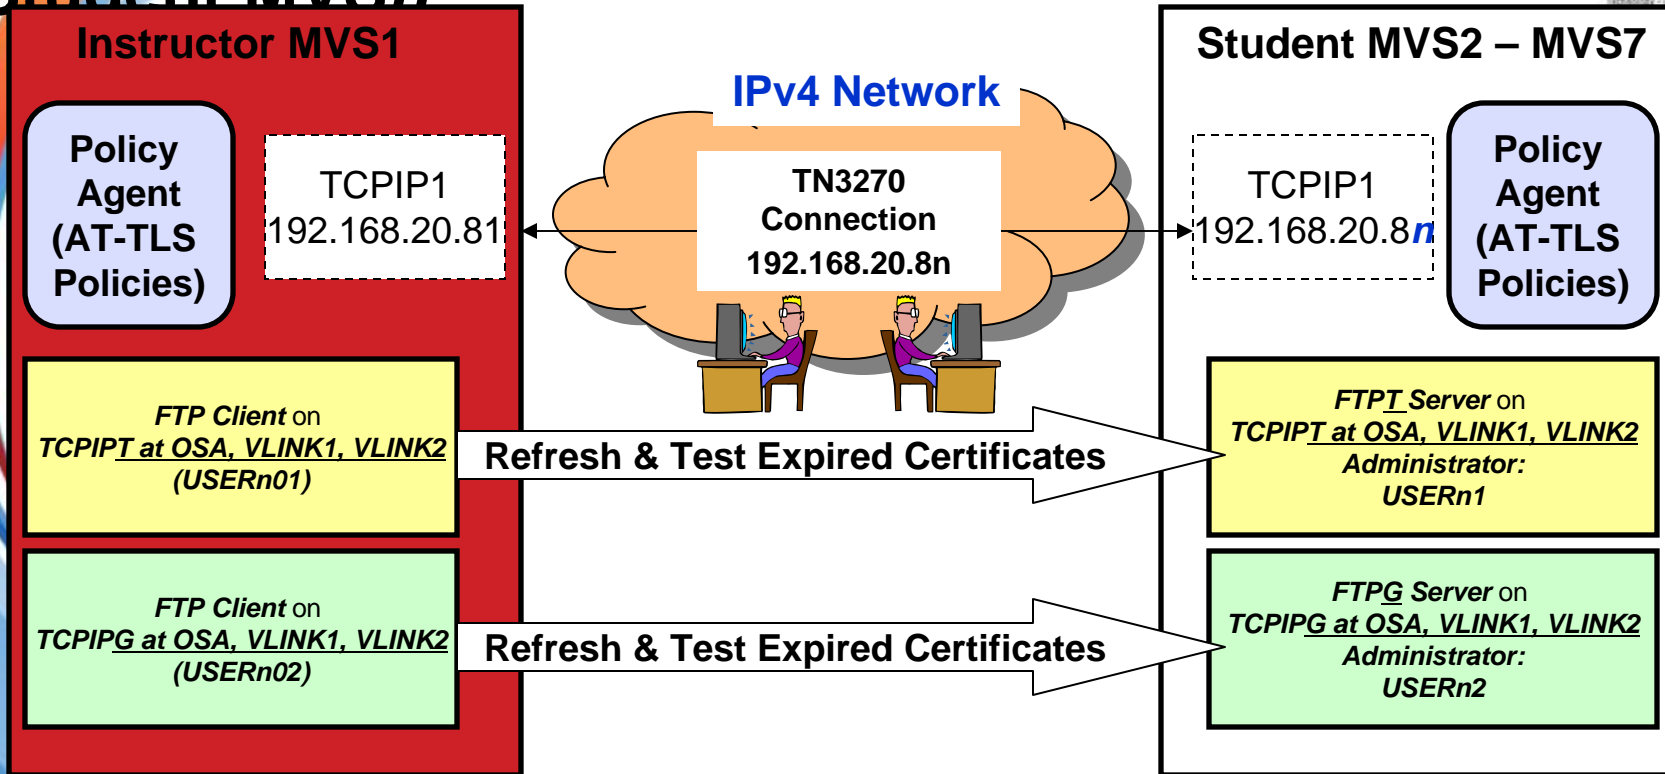 Instructor MVS1
Student MVS2 – MVS7
IPv4 Network
Policy
Agent
(AT-TLS
Policies)
TCPIP1
192.168.20.81
TN3270
Connection
192.168.20.8n
TCPIP1
192.168.20.8n
Policy
Agent
(AT-TLS
Policies)
FTP Client on
TCPIPT at OSA, VLINK1, VLINK2
(USERn01)
Refresh & Test Expired Certificates
FTPT Server on
TCPIPT at OSA, VLINK1, VLINK2
Administrator:
USERn1
FTP Client on
TCPIPG at OSA, VLINK1, VLINK2
(USERn02)
Refresh & Test Expired Certificates
FTPG Server on
TCPIPG at OSA, VLINK1, VLINK2
Administrator:
USERn2